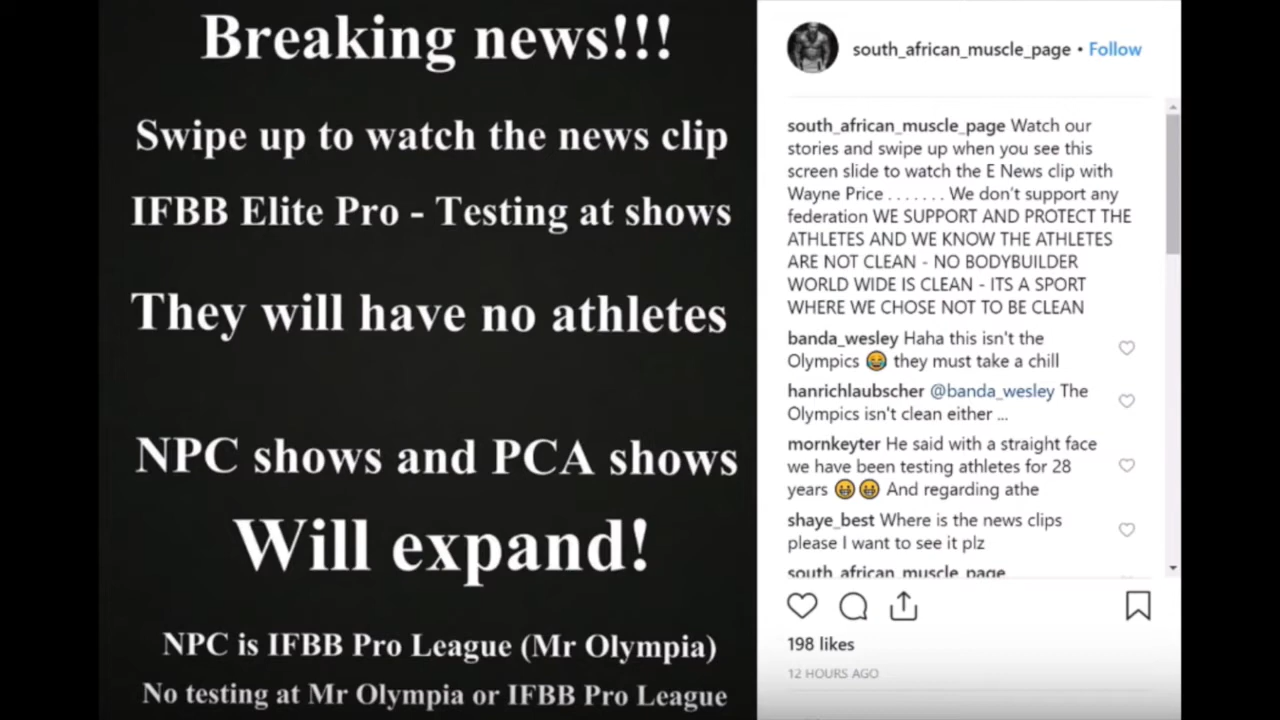 Breaking news!!!
Swipe up to watch the news clip
IFBB Elite Pro - Testing at shows
They will have no athletes
NPC shows and PCA shows
Will expand!
NPC is IFBB Pro League (Mr Olympia)
No testing at Mr Olympia or IFBB Pro League
south_african_muscle_page • Follow
south_african_muscle_page Watch our
stories and swipe up when you see this
screen slide to watch the E News clip with
Wayne Price . . . . . . . We don't support any
federation WE SUPPORT AND PROTECT THE
ATHLETES AND WE KNOW THE ATHLETES
ARE NOT CLEAN - NO BODYBUILDER
WORLD WIDE IS CLEAN - ITS A SPORT
WHERE WE CHOSE NOT TO BE CLEAN
banda_wesley Haha this isn't the
Olympics 😂 they must take a chill
hanrichlaubscher @banda_wesley The
Olympics isn't clean either ...
mornkeyter He said with a straight face
we have been testing athletes for 28
years 😁😁 And regarding athe
shaye_best Where is the news clips
please I want to see it plz
south_african_muscle_page
198 likes
12 HOURS AGO